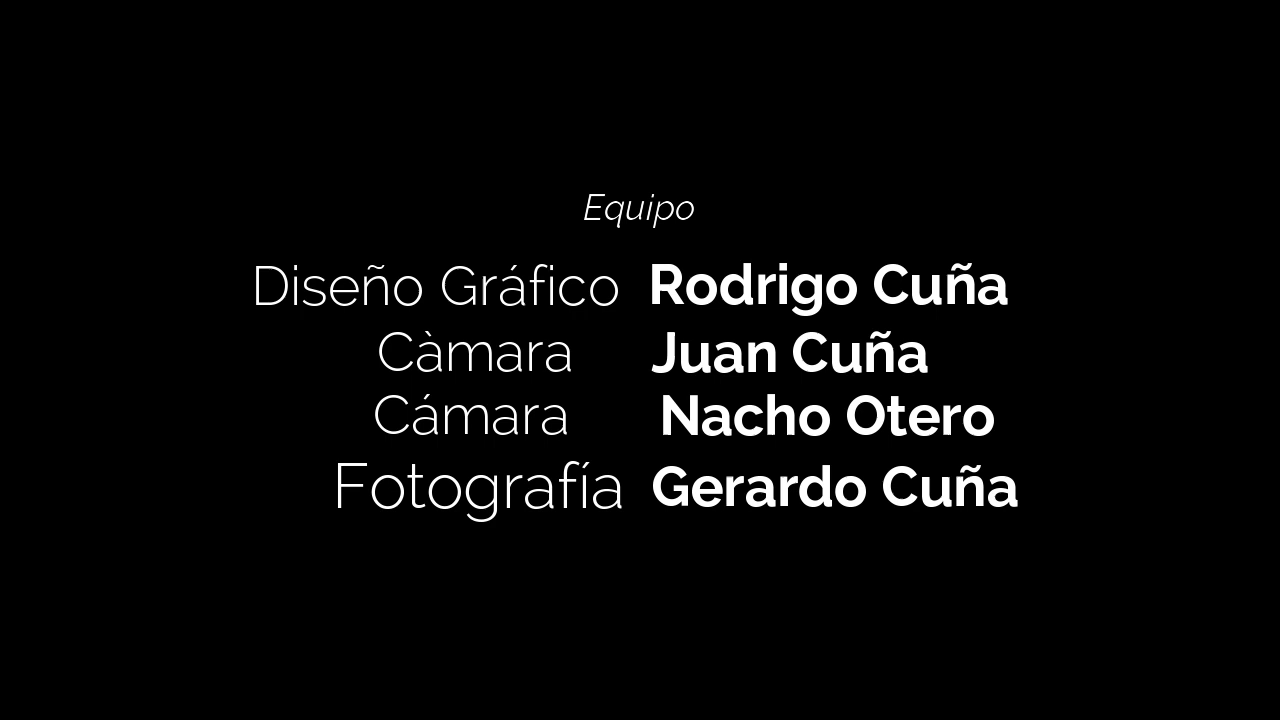 Equipo
Diseño Gráfico Rodrigo Cuña
Càmara Juan Cuña
Cámara Nacho Otero
Fotografía Gerardo Cuña